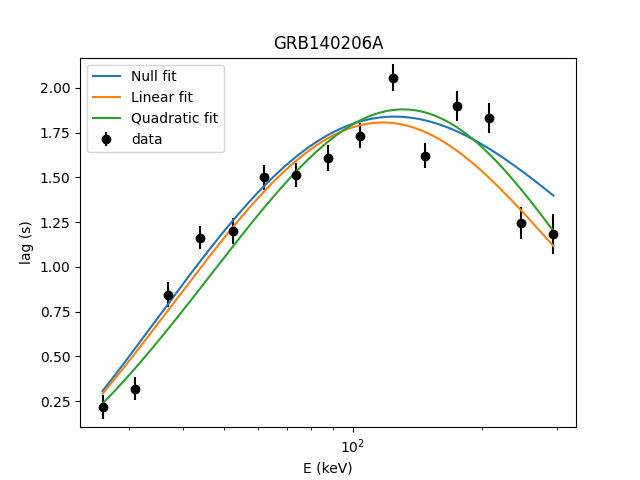 GRB140206A
Null fit
Linear fit
Quadratic fit
data
2.00
1.75
1.50
1.25
1.00
0.75
0.50
0.25
lag (s)
10²
E (keV)